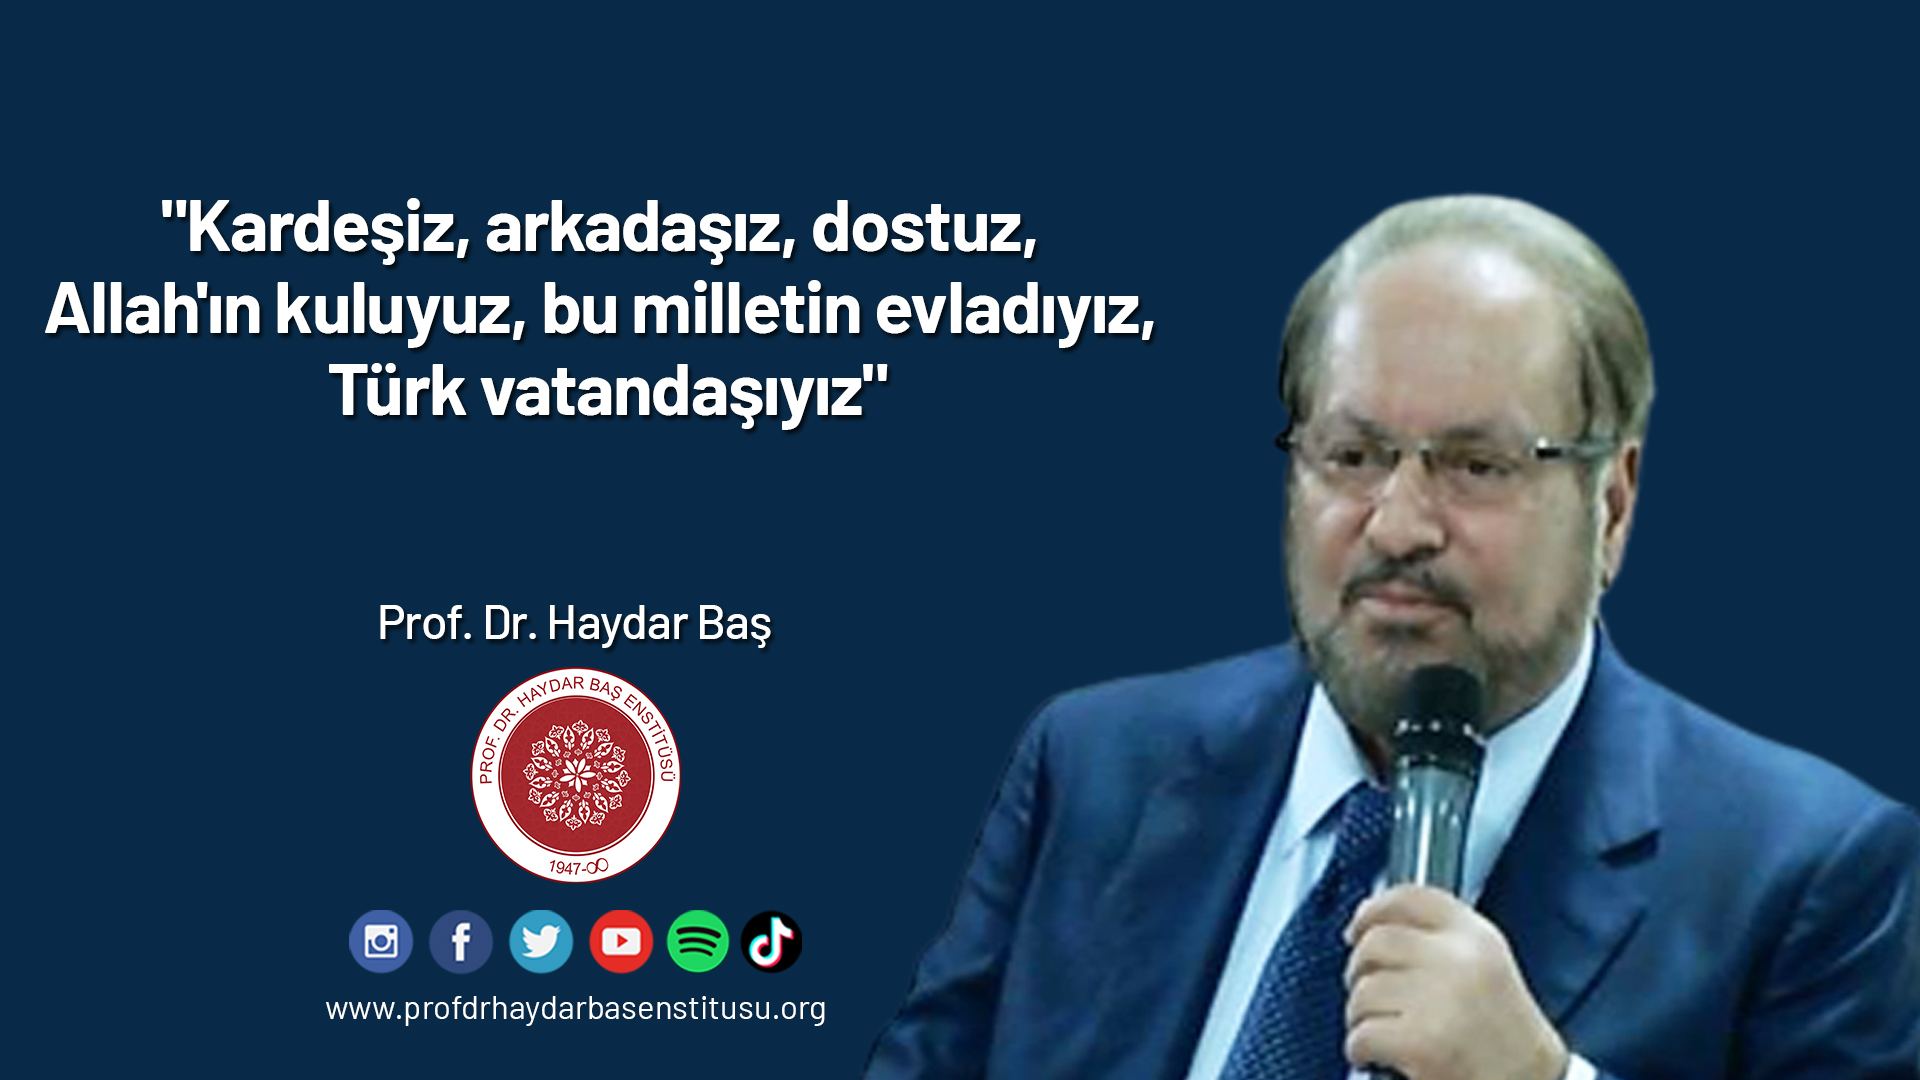 "Kardeşiz, arkadaşız, dostuz,
Allah'ın kuluyuz, bu milletin evladıyız,
Türk vatandaşıyız"
Prof. Dr. Haydar Baş
PROF. DR. HAYDAR BAŞ ENSTİTÜSÜ
1947-∞
www.profdrhaydarbasenstitusu.org